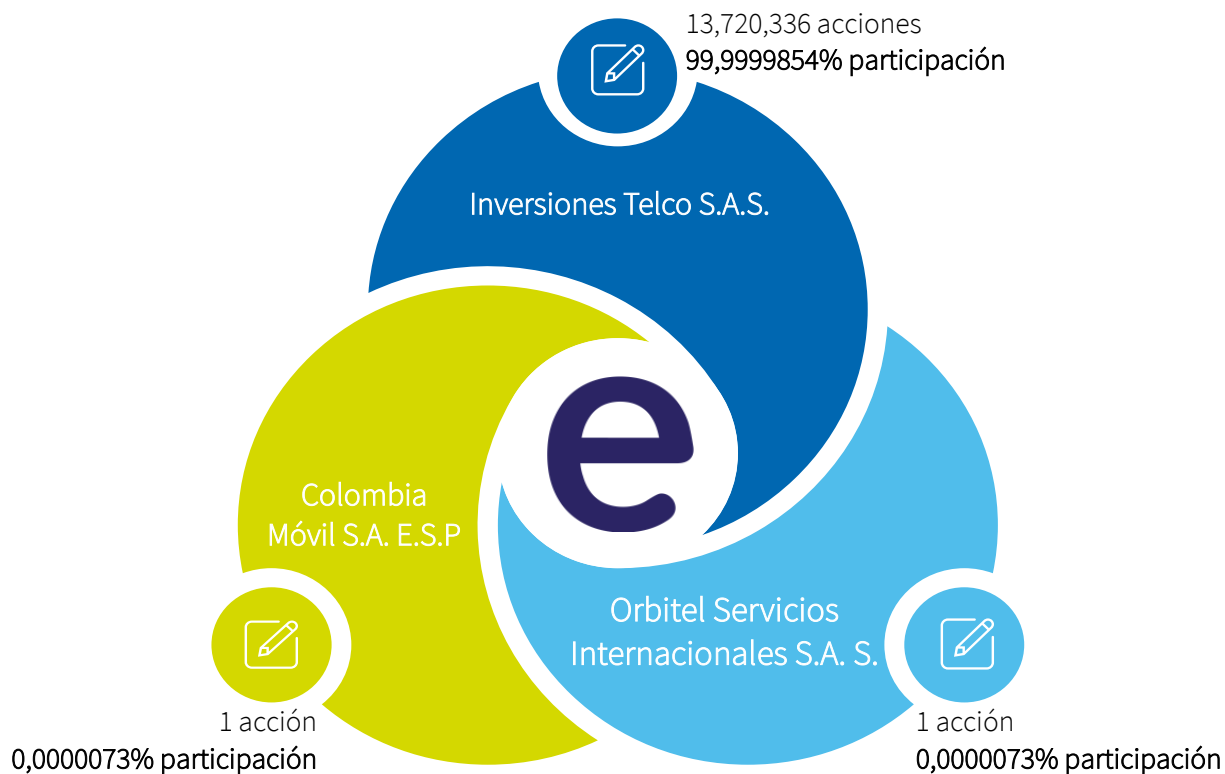 13,720,336 acciones
99,9999854% participación
Inversiones Telco S.A.S.
e
Colombia
Móvil S.A. E.S.P
Orbitel Servicios
Internacionales S.A. S.
1 acción
0,0000073% participación
1 acción
0,0000073% participación